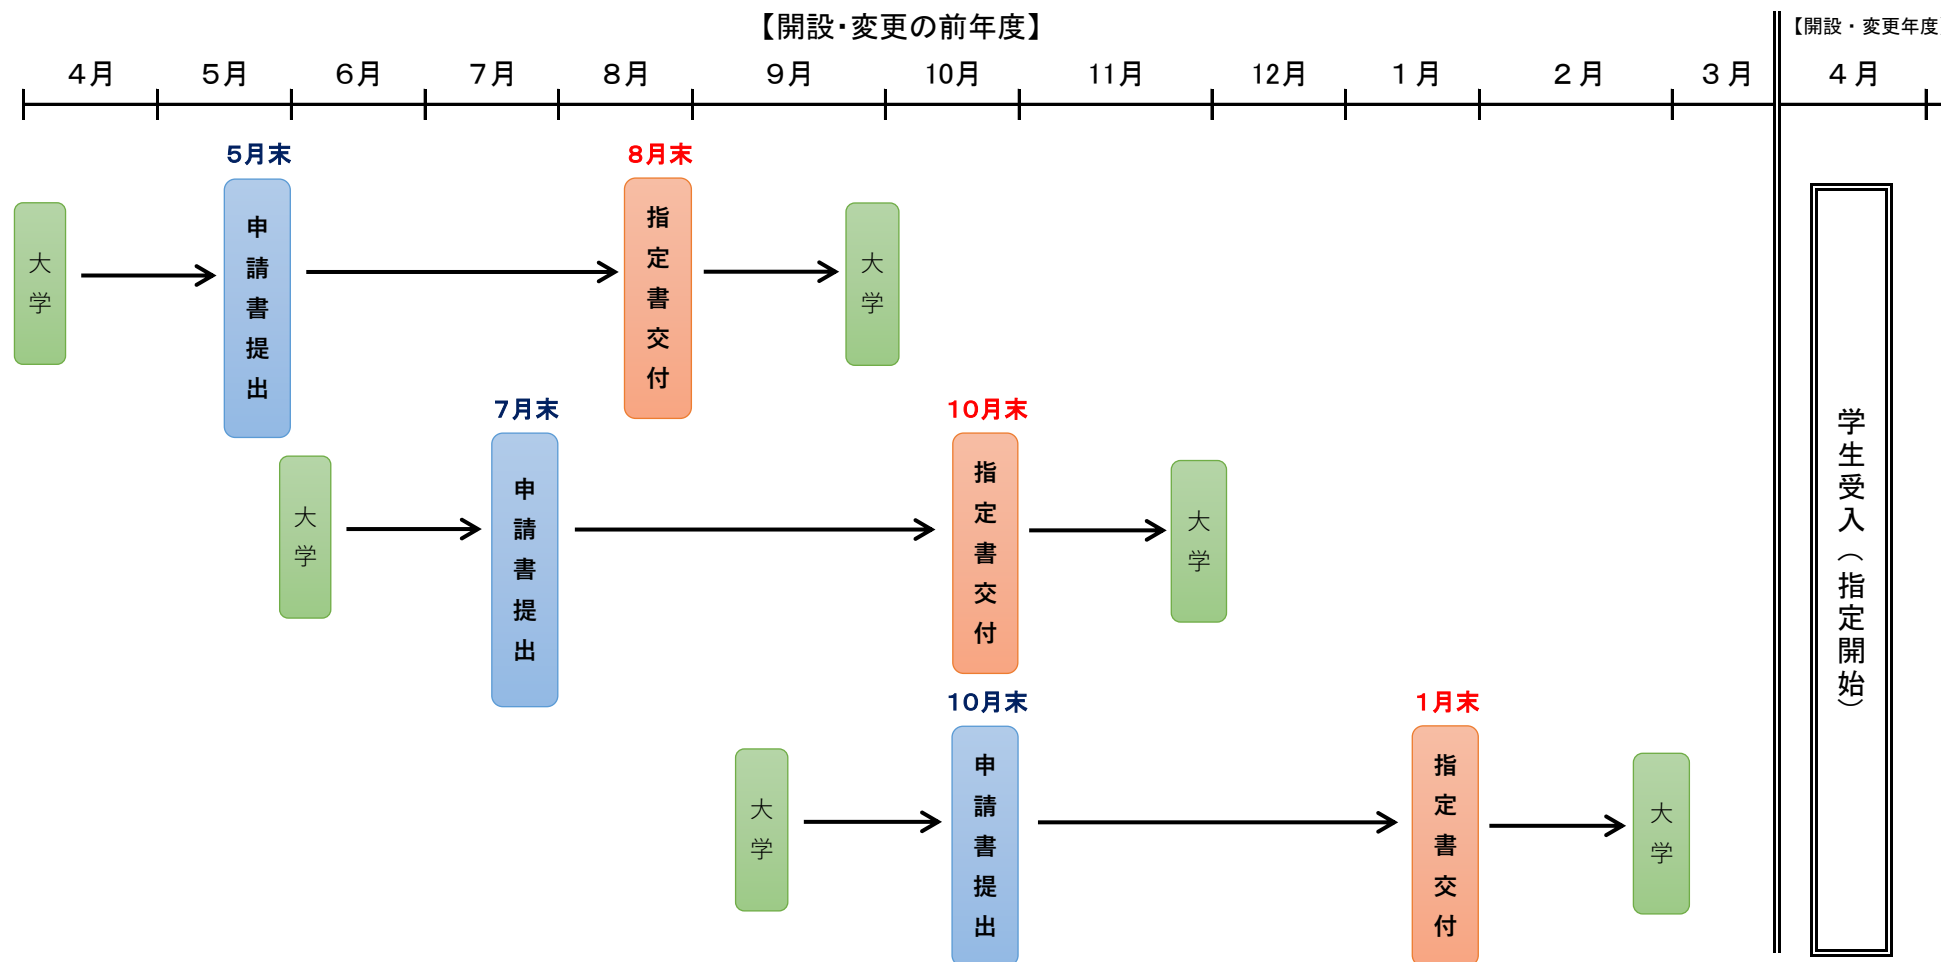 【開設・変更の前年度】
【開設・変更年度
4月 5月 6月 7月 8月 9月 10月 11月 12月 1月 2月 3月 4月
5月末
8月末
大学
申請書提出
指定書交付
大学
7月末
10月末
大学
申請書提出
指定書交付
大学
10月末
1月末
大学
申請書提出
指定書交付
大学
学生受入（指定開始）